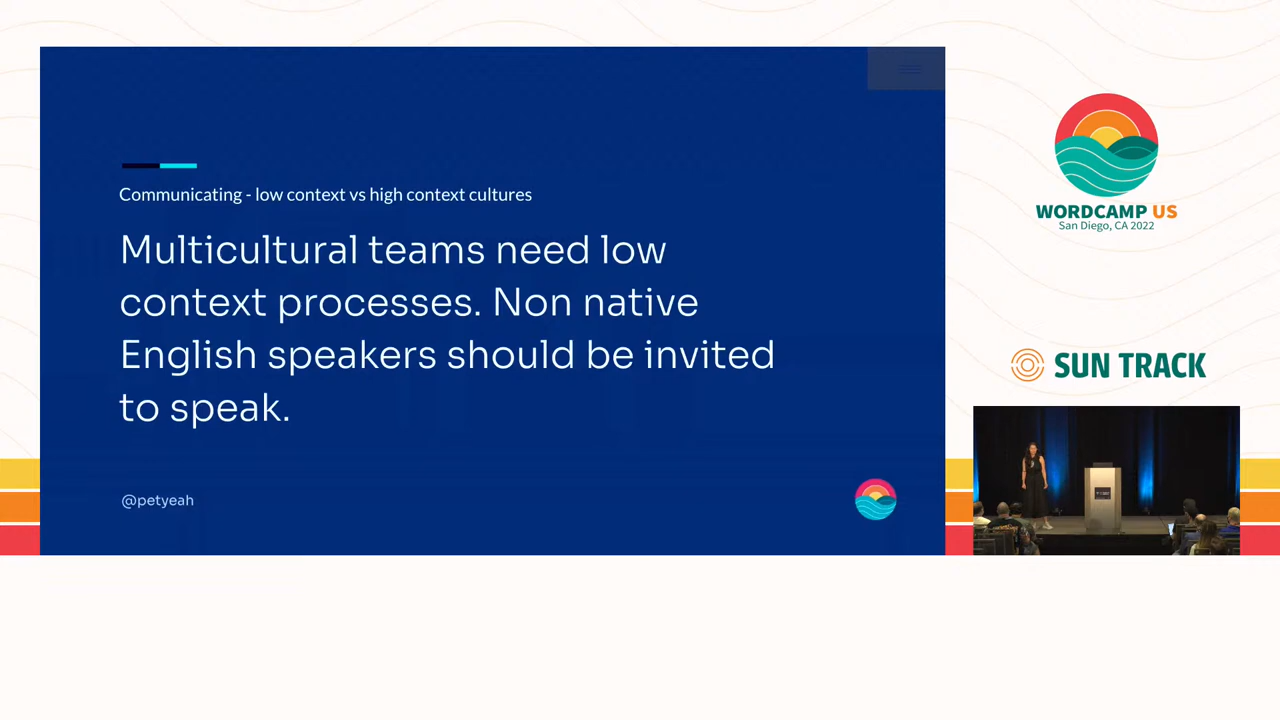 Communicating - low context vs high context cultures
Multicultural teams need low
context processes. Non native
English speakers should be invited
to speak.
@petyeah
WORDCAMP US
San Diego, CA 2022
SUN TRACK